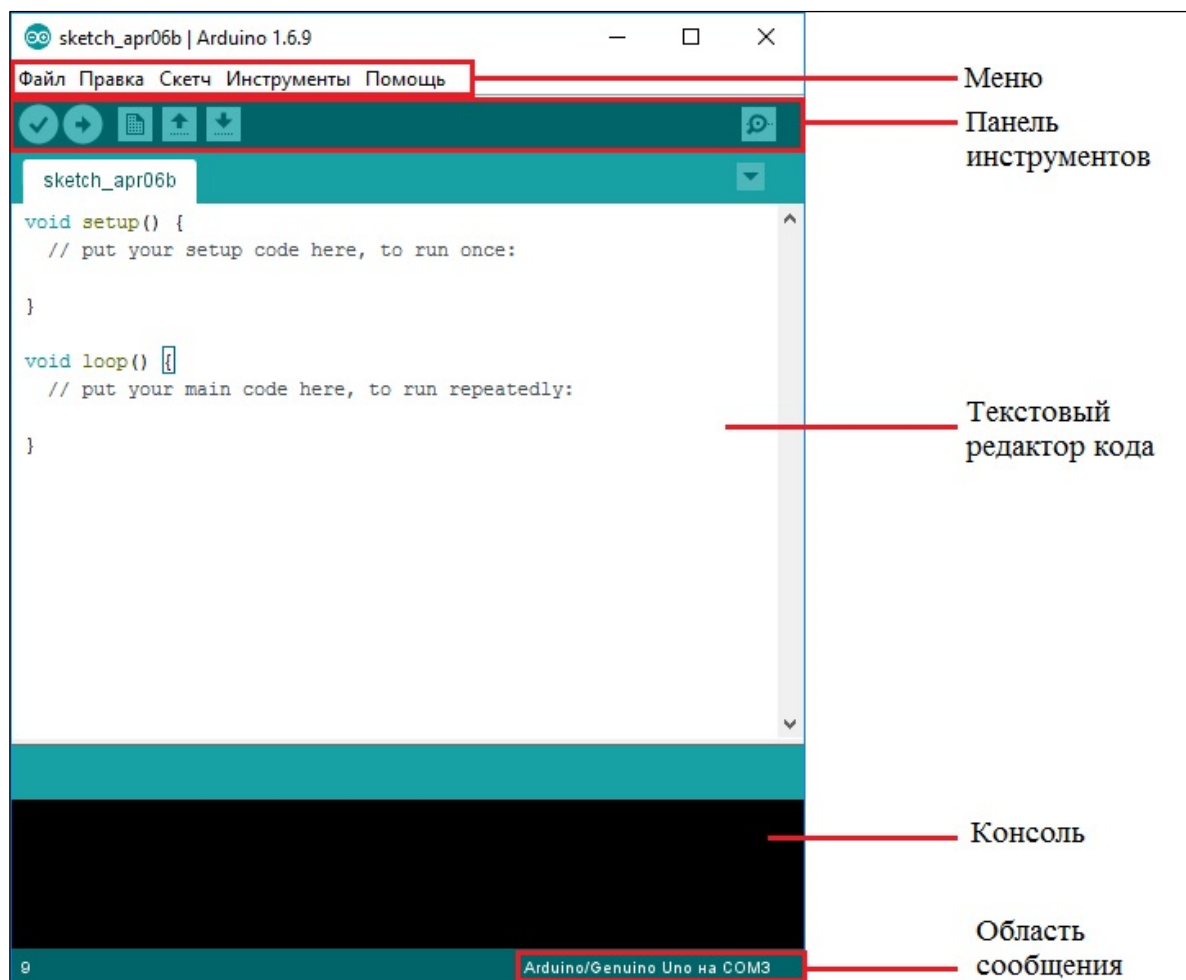 sketch_apr06b | Arduino 1.6.9
Файл Правка Скетч Инструменты Помощь
Меню
Панель
инструментов
sketch_apr06b
void setup() {
  // put your setup code here, to run once:
}
void loop() {
  // put your main code here, to run repeatedly:
}
Текстовый
редактор кода
Консоль
Область
сообщения
9
Arduino/Genuino Uno на COM3